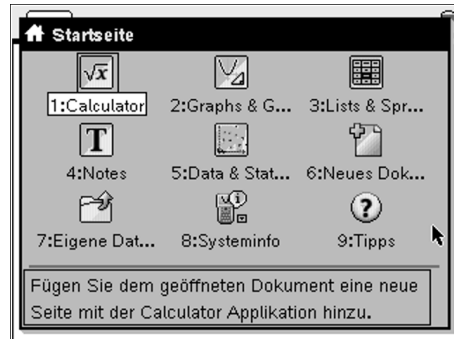 Startseite
1:Calculator 2:Graphs & G... 3:Lists & Spr...
4:Notes 5:Data & Stat... 6:Neues Dok...
7:Eigene Dat... 8:Systeminfo 9:Tipps
Fügen Sie dem geöffneten Dokument eine neue
Seite mit der Calculator Applikation hinzu.